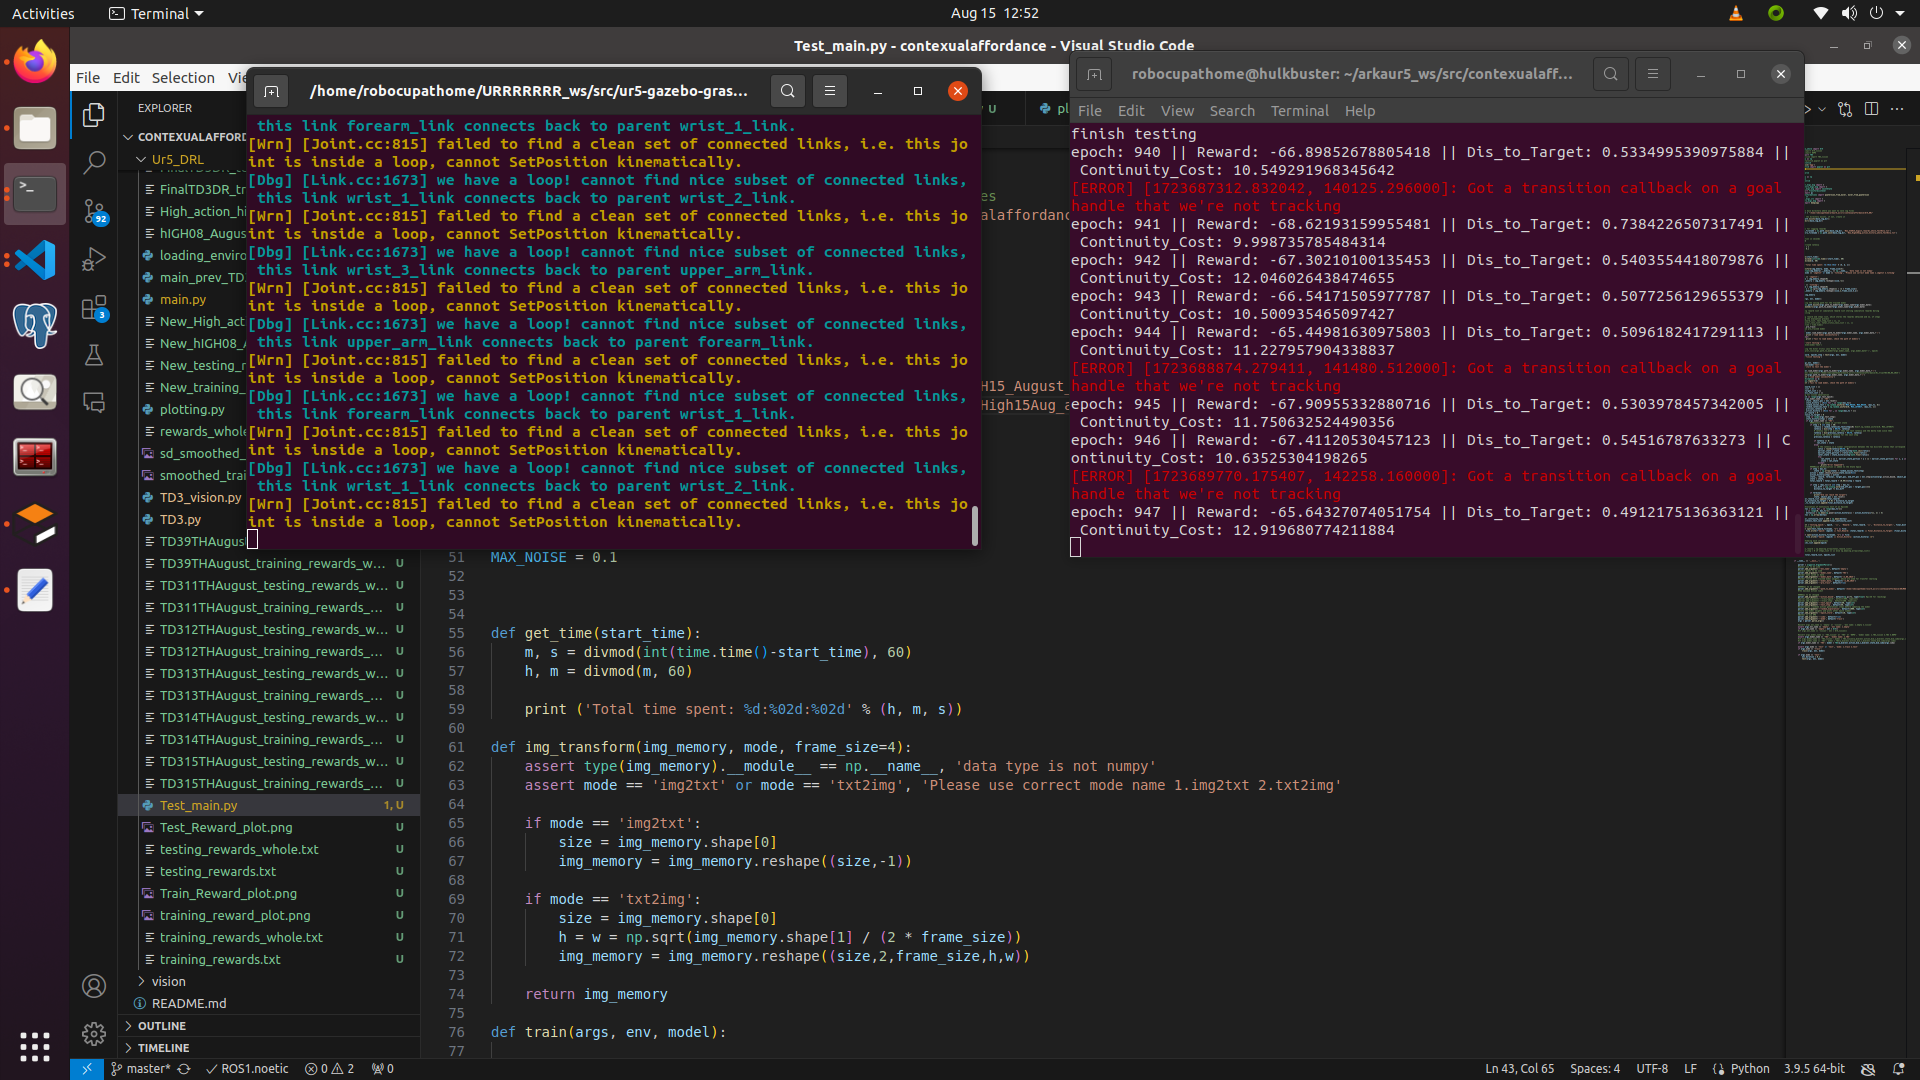 Activities
Terminal
Aug 15 12:52
Test_main.py - contexualaffordance - Visual Studio Code
File Edit Selection
EXPLORER
CONTEXUALAFFORD
Ur5_DRL
FinalTD3DR_tr
High_action_hi
hIGH08_Augus
loading_enviro
main_prev_TD
main.py
New_High_act
New_hIGH08_A
New_testing_r
New_training_
plotting.py
rewards_whole
sd_smoothed_
smoothed_trai
TD3_vision.py
TD3.py
TD39THAugust
TD39THAugust_training_rewards_w... U
TD311THAugust_testing_rewards_w... U
TD311THAugust_training_rewards_... U
TD312THAugust_testing_rewards_w... U
TD312THAugust_training_rewards_... U
TD313THAugust_testing_rewards_w... U
TD313THAugust_training_rewards_... U
TD314THAugust_testing_rewards_w... U
TD314THAugust_training_rewards_... U
TD315THAugust_testing_rewards_w... U
TD315THAugust_training_rewards_... U
Test_main.py 1, U
Test_Reward_plot.png U
testing_rewards_whole.txt U
testing_rewards.txt U
Train_Reward_plot.png U
training_reward_plot.png U
training_rewards_whole.txt U
training_rewards.txt U
vision
README.md
OUTLINE
TIMELINE
92
3
/home/robocupathome/URRRRRRR_ws/src/ur5-gazebo-gras...
this link forearm_link connects back to parent wrist_1_link.
[Wrn] [Joint.cc:815] failed to find a clean set of connected links, i.e. this jo
int is inside a loop, cannot SetPosition kinematically.
[Dbg] [Link.cc:1673] we have a loop! cannot find nice subset of connected links,
this link wrist_1_link connects back to parent wrist_2_link.
[Wrn] [Joint.cc:815] failed to find a clean set of connected links, i.e. this jo
int is inside a loop, cannot SetPosition kinematically.
[Dbg] [Link.cc:1673] we have a loop! cannot find nice subset of connected links,
this link wrist_3_link connects back to parent upper_arm_link.
[Wrn] [Joint.cc:815] failed to find a clean set of connected links, i.e. this jo
int is inside a loop, cannot SetPosition kinematically.
[Dbg] [Link.cc:1673] we have a loop! cannot find nice subset of connected links,
this link upper_arm_link connects back to parent forearm_link.
[Wrn] [Joint.cc:815] failed to find a clean set of connected links, i.e. this jo
int is inside a loop, cannot SetPosition kinematically.
[Dbg] [Link.cc:1673] we have a loop! cannot find nice subset of connected links,
this link forearm_link connects back to parent wrist_1_link.
[Wrn] [Joint.cc:815] failed to find a clean set of connected links, i.e. this jo
int is inside a loop, cannot SetPosition kinematically.
[Dbg] [Link.cc:1673] we have a loop! cannot find nice subset of connected links,
this link wrist_1_link connects back to parent wrist_2_link.
[Wrn] [Joint.cc:815] failed to find a clean set of connected links, i.e. this jo
int is inside a loop, cannot SetPosition kinematically.
U
es
alaffordanc
H15_August_
High15Aug_a
robocupathome@hulkbuster: ~/arkaur5_ws/src/contexualaff...
File Edit View Search Terminal Help
finish testing
epoch: 940 || Reward: -66.89852678805418 || Dis_to_Target: 0.5334995390975884 ||
Continuity_Cost: 10.549291968345642
[ERROR] [1723687312.832042, 140125.296000]: Got a transition callback on a goal
handle that we're not tracking
epoch: 941 || Reward: -68.62193159955481 || Dis_to_Target: 0.7384226507317491 ||
Continuity_Cost: 9.998735785484314
epoch: 942 || Reward: -67.30210100135453 || Dis_to_Target: 0.5403554418079876 ||
Continuity_Cost: 12.046026438474655
epoch: 943 || Reward: -66.54171505977787 || Dis_to_Target: 0.5077256129655379 ||
Continuity_Cost: 10.500935465097427
epoch: 944 || Reward: -65.44981630975803 || Dis_to_Target: 0.5096182417291113 ||
Continuity_Cost: 11.227957904338837
[ERROR] [1723688874.279411, 141480.512000]: Got a transition callback on a goal
handle that we're not tracking
epoch: 945 || Reward: -67.90955332880716 || Dis_to_Target: 0.5303978457342005 ||
Continuity_Cost: 11.750632524490356
epoch: 946 || Reward: -67.41120530457123 || Dis_to_Target: 0.54516787633273 || C
ontinuity_Cost: 10.63525304198265
[ERROR] [1723689770.175407, 142258.160000]: Got a transition callback on a goal
handle that we're not tracking
epoch: 947 || Reward: -65.64327074051754 || Dis_to_Target: 0.4912175136363121 ||
Continuity_Cost: 12.919680774211884
51 MAX_NOISE = 0.1
52
53
54
55 def get_time(start_time):
56 m, s = divmod(int(time.time()-start_time), 60)
57 h, m = divmod(m, 60)
58
59 print ('Total time spent: %d:%02d:%02d' % (h, m, s))
60
61 def img_transform(img_memory, mode, frame_size=4):
62 assert type(img_memory).__module__ == np.__name__, 'data type is not numpy'
63 assert mode == 'img2txt' or mode == 'txt2img', 'Please use correct mode name 1.img2txt 2.txt2img'
64
65 if mode == 'img2txt':
66 size = img_memory.shape[0]
67 img_memory = img_memory.reshape((size,-1))
68
69 if mode == 'txt2img':
70 size = img_memory.shape[0]
71 h = w = np.sqrt(img_memory.shape[1] / (2 * frame_size))
72 img_memory = img_memory.reshape((size,2,frame_size,h,w))
73
74 return img_memory
75
76 def train(args, env, model):
77
master* ROS1.noetic 0 2 0
Ln 43, Col 65 Spaces: 4 UTF-8 LF Python 3.9.5 64-bit